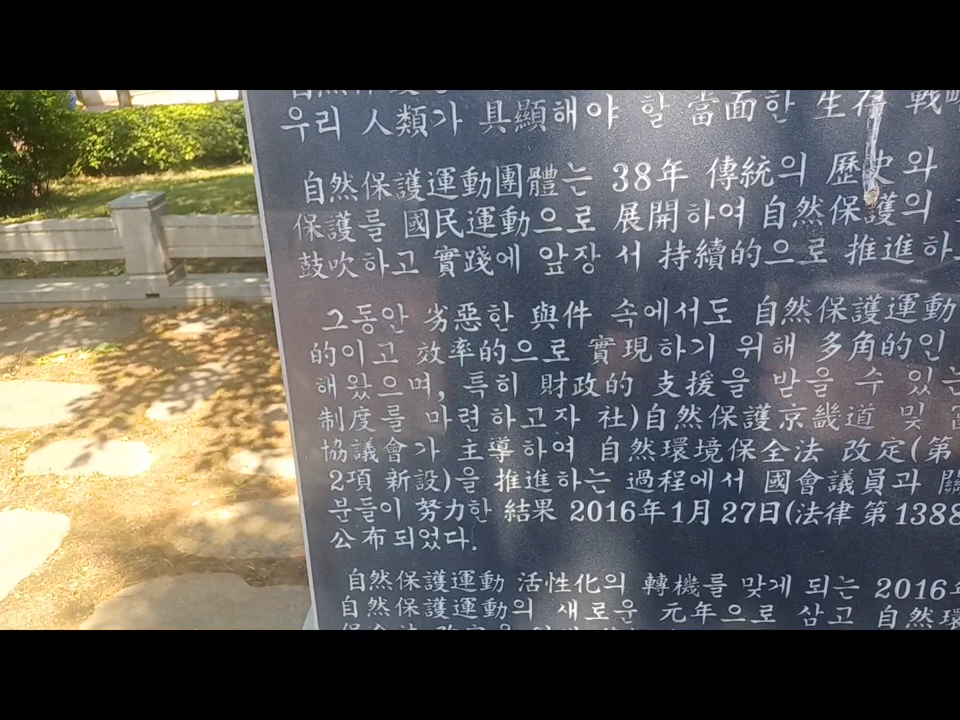 우리 人類가 具顯해야 할 當面한 生存 戰略
自然保護運動團體는 38年 傳統의 歷史와
保護를 國民運動으로 展開하여 自然保護의
鼓吹하고 實踐에 앞장 서 持續的으로 推進하
그동안 劣惡한 與件 속에서도 自然保護運動
的이고 效率的으로 實現하기 위해 多角的인
해왔으며, 특히 財政的 支援을 받을 수 있는
制度를 마련하고자 社)自然保護京畿道 및
協議會가 主導하여 自然環境保全法 改定(第
2項 新設)을 推進하는 過程에서 國會議員과 關
분들이 努力한 結果 2016年 1月 27日(法律 第1388
公布되었다.
自然保護運動 活性化의 轉機를 맞게 되는 2016年
自然保護運動의 새로운 元年으로 삼고 自然環